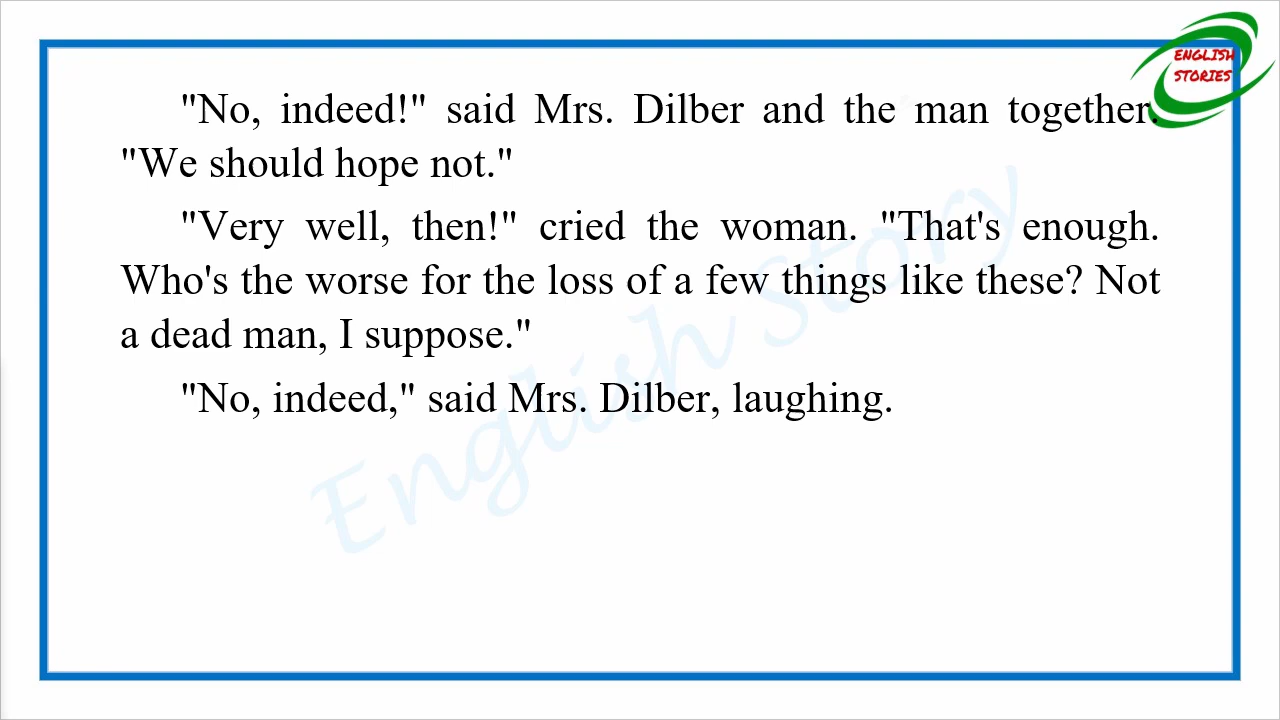 ENGLISH
STORIES
"No, indeed!" said Mrs. Dilber and the man together.
"We should hope not."
"Very well, then!" cried the woman. "That's enough.
Who's the worse for the loss of a few things like these? Not
a dead man, I suppose."
"No, indeed," said Mrs. Dilber, laughing.
English Story